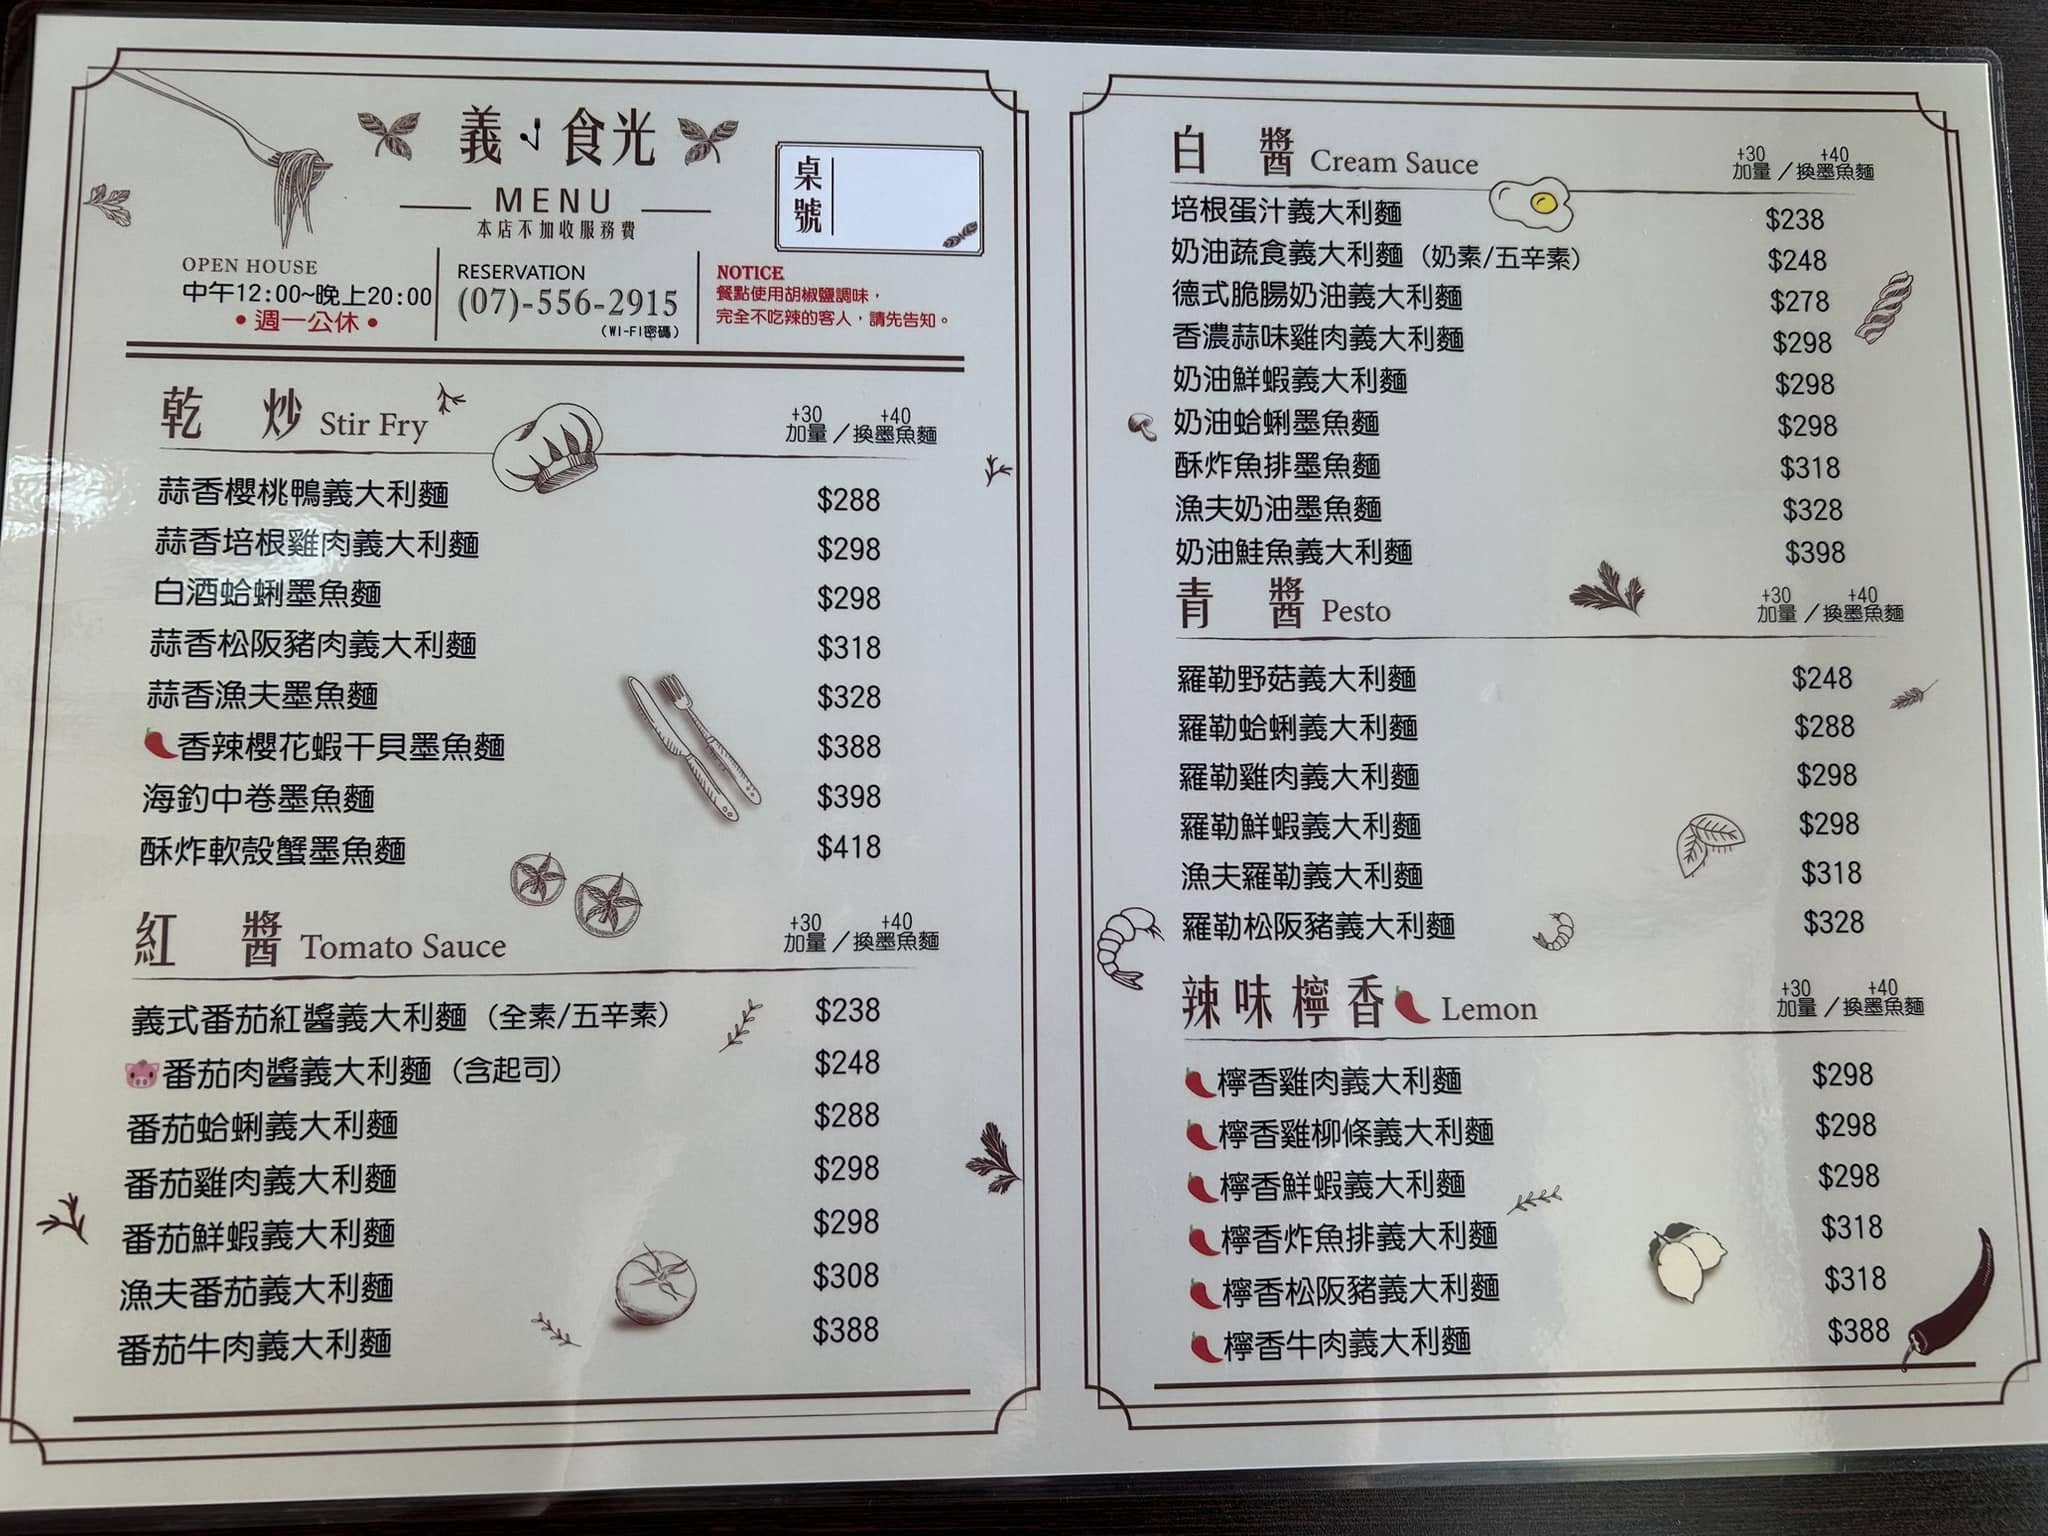 義食光
MENU
本店不加收服務費
桌號
OPEN HOUSE
中午12:00~晚上20:00
•週一公休•
RESERVATION
(07)-556-2915
(WI-FI密碼)
NOTICE
餐點使用胡椒鹽調味，
完全不吃辣的客人，請先告知。
乾炒 Stir Fry +30加量/+40換墨魚麵
蒜香櫻桃鴨義大利麵 $288
蒜香培根雞肉義大利麵 $298
白酒蛤蜊墨魚麵 $298
蒜香松阪豬肉義大利麵 $318
蒜香漁夫墨魚麵 $328
香辣櫻花蝦干貝墨魚麵 $388
海釣中卷墨魚麵 $398
酥炸軟殼蟹墨魚麵 $418
紅醬 Tomato Sauce +30加量/+40換墨魚麵
義式番茄紅醬義大利麵（全素/五辛素） $238
番茄肉醬義大利麵（含起司） $248
番茄蛤蜊義大利麵 $288
番茄雞肉義大利麵 $298
番茄鮮蝦義大利麵 $298
漁夫番茄義大利麵 $308
番茄牛肉義大利麵 $388
白醬 Cream Sauce +30加量/+40換墨魚麵
培根蛋汁義大利麵 $238
奶油蔬食義大利麵（奶素/五辛素） $248
德式脆腸奶油義大利麵 $278
香濃蒜味雞肉義大利麵 $298
奶油鮮蝦義大利麵 $298
奶油蛤蜊墨魚麵 $298
酥炸魚排墨魚麵 $318
漁夫奶油墨魚麵 $328
奶油鮭魚義大利麵 $398
青醬 Pesto +30加量/+40換墨魚麵
羅勒野菇義大利麵 $248
羅勒蛤蜊義大利麵 $288
羅勒雞肉義大利麵 $298
羅勒鮮蝦義大利麵 $298
漁夫羅勒義大利麵 $318
羅勒松阪豬義大利麵 $328
辣味檸香 Lemon +30加量/+40換墨魚麵
檸香雞肉義大利麵 $298
檸香雞柳條義大利麵 $298
檸香鮮蝦義大利麵 $298
檸香炸魚排義大利麵 $318
檸香松阪豬義大利麵 $318
檸香牛肉義大利麵 $388